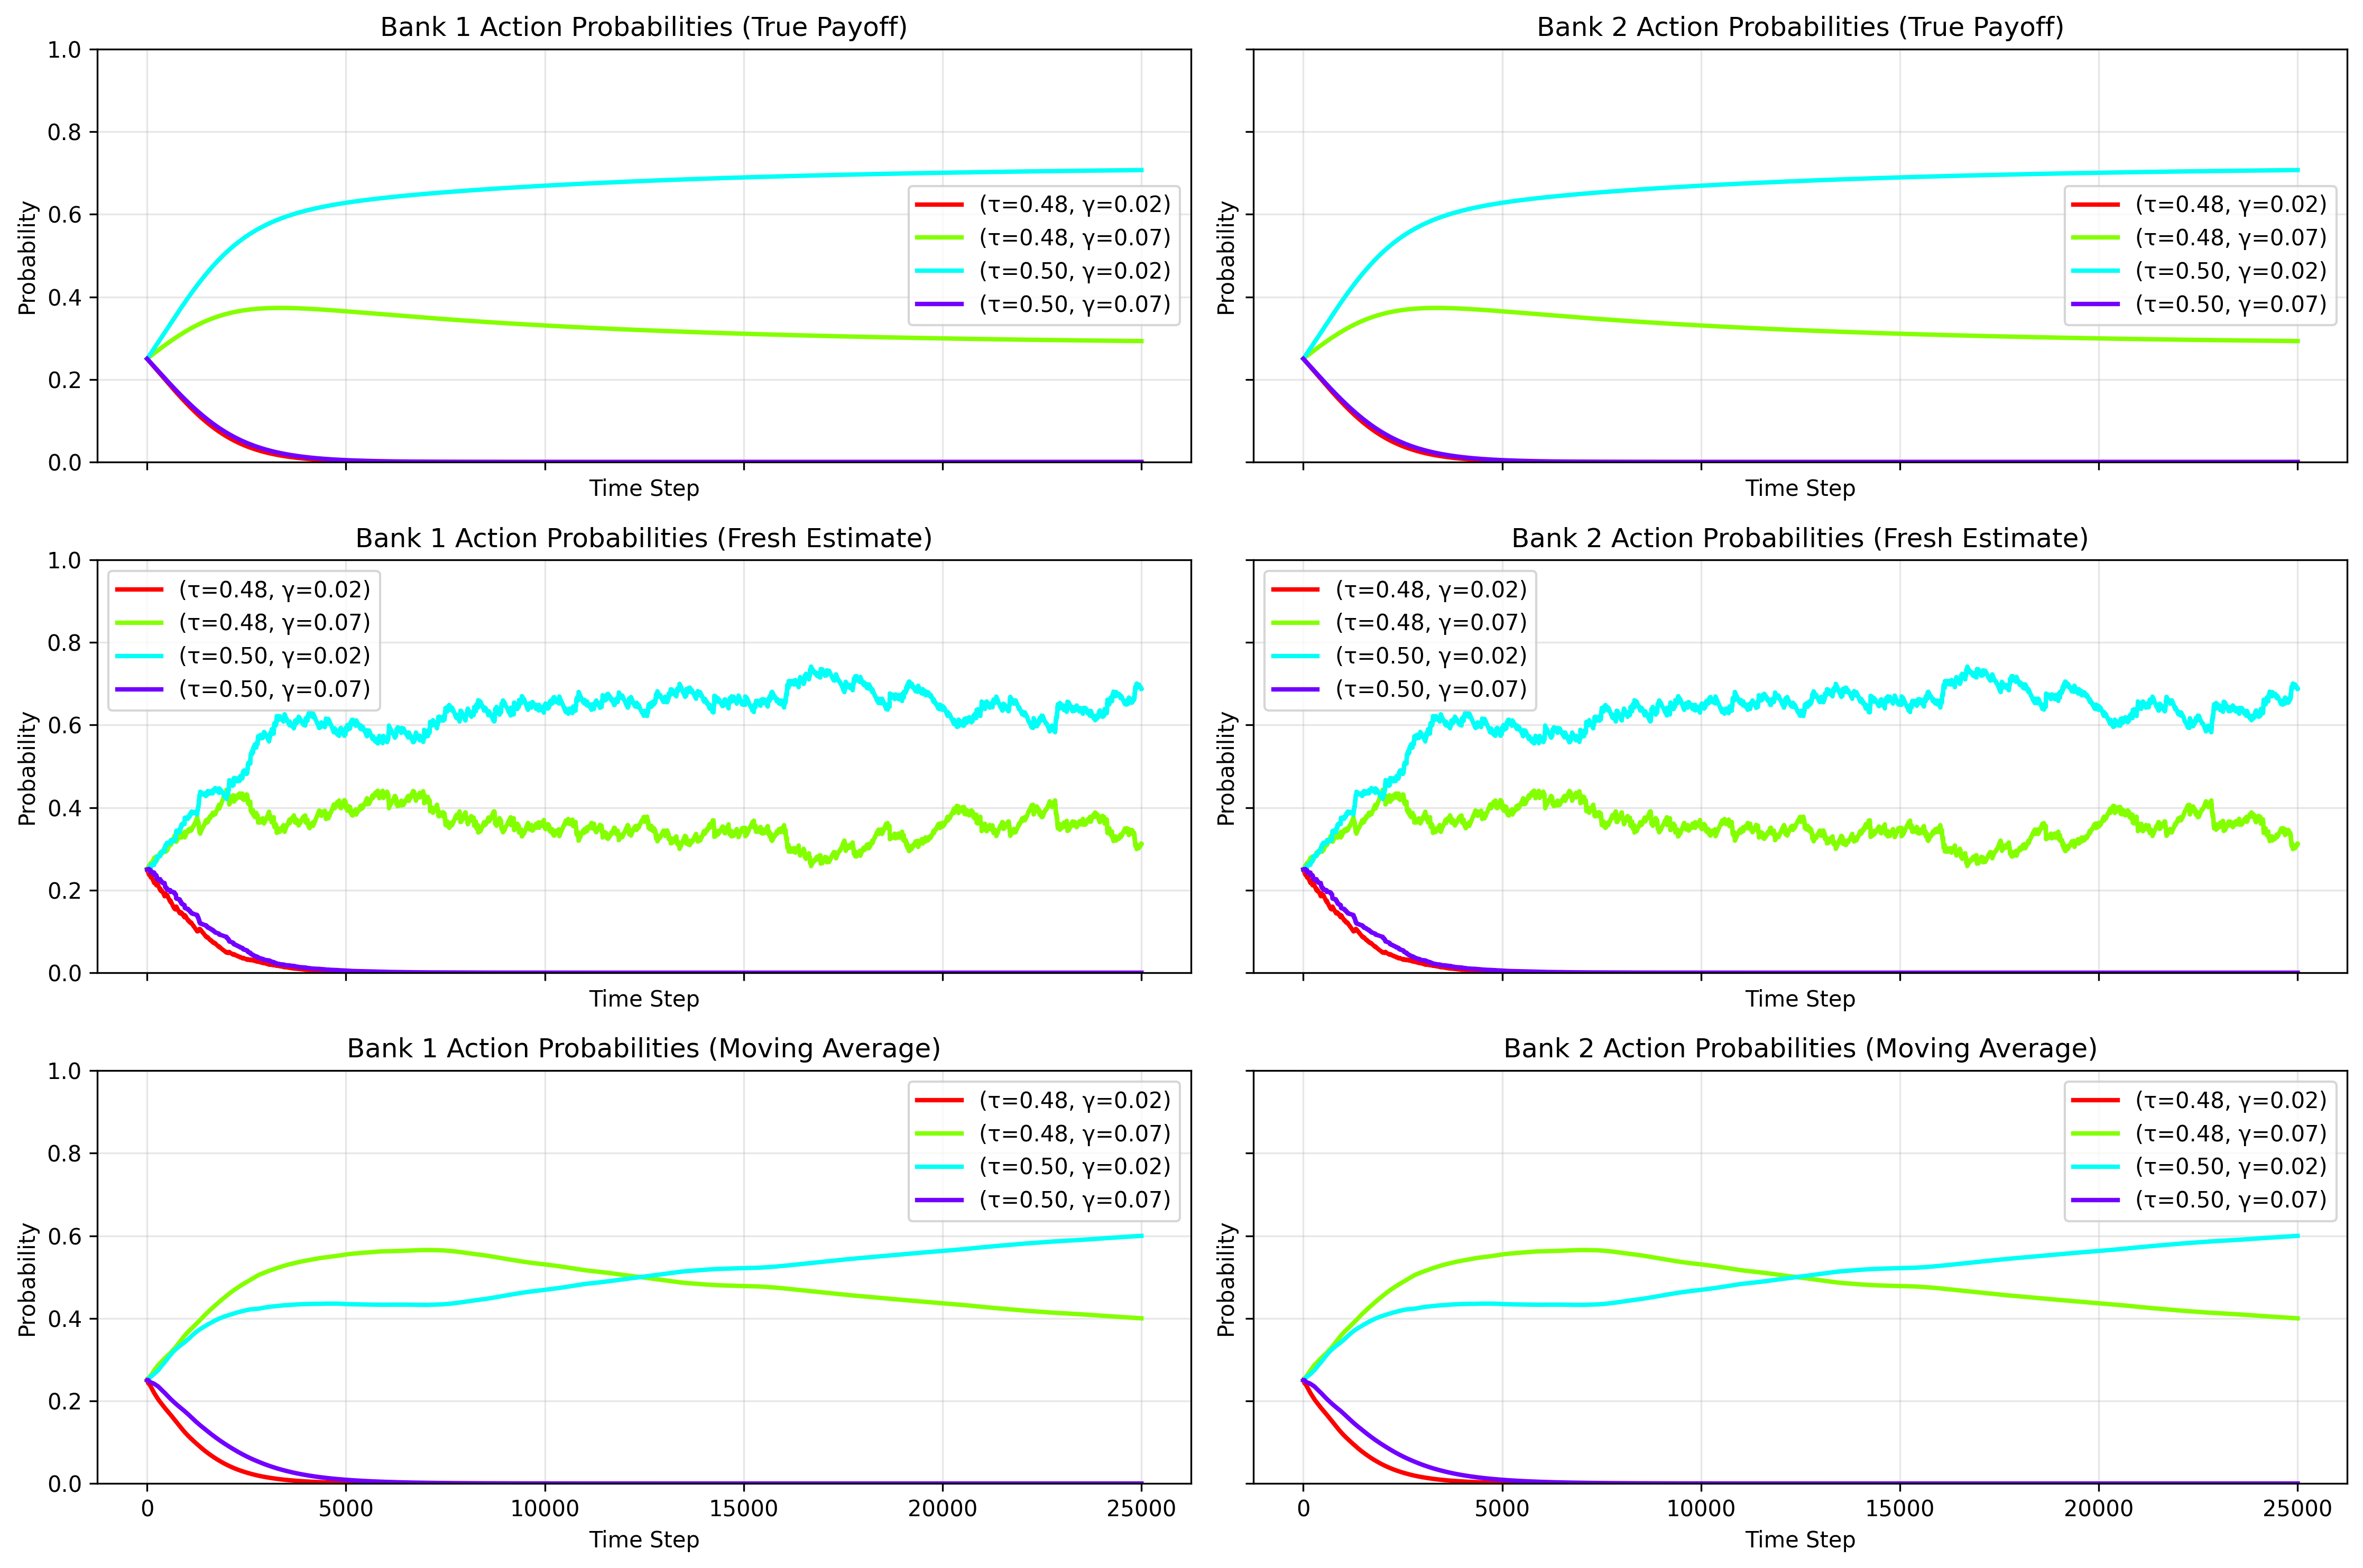 Bank 1 Action Probabilities (True Payoff)
1.0
0.8
0.6
0.4
0.2
0.0
Probability
(τ=0.48, γ=0.02)
(τ=0.48, γ=0.07)
(τ=0.50, γ=0.02)
(τ=0.50, γ=0.07)
Time Step
Bank 2 Action Probabilities (True Payoff)
Probability
(τ=0.48, γ=0.02)
(τ=0.48, γ=0.07)
(τ=0.50, γ=0.02)
(τ=0.50, γ=0.07)
Time Step
Bank 1 Action Probabilities (Fresh Estimate)
1.0
0.8
0.6
0.4
0.2
0.0
Probability
(τ=0.48, γ=0.02)
(τ=0.48, γ=0.07)
(τ=0.50, γ=0.02)
(τ=0.50, γ=0.07)
Time Step
Bank 2 Action Probabilities (Fresh Estimate)
Probability
(τ=0.48, γ=0.02)
(τ=0.48, γ=0.07)
(τ=0.50, γ=0.02)
(τ=0.50, γ=0.07)
Time Step
Bank 1 Action Probabilities (Moving Average)
1.0
0.8
0.6
0.4
0.2
0.0
Probability
(τ=0.48, γ=0.02)
(τ=0.48, γ=0.07)
(τ=0.50, γ=0.02)
(τ=0.50, γ=0.07)
0 5000 10000 15000 20000 25000
Time Step
Bank 2 Action Probabilities (Moving Average)
Probability
(τ=0.48, γ=0.02)
(τ=0.48, γ=0.07)
(τ=0.50, γ=0.02)
(τ=0.50, γ=0.07)
0 5000 10000 15000 20000 25000
Time Step